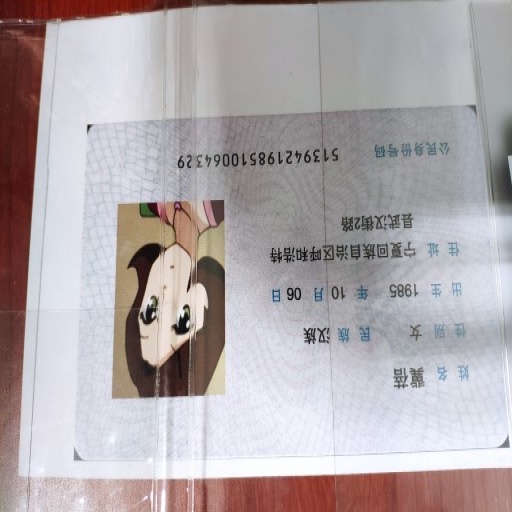 姓名 冀蓓
性别 女 民族 汉族
出生 1985 年 10 月 06 日
住址 宁夏回族自治区呼和浩特
县武汉街2路
公民身份号码 513942198510064329